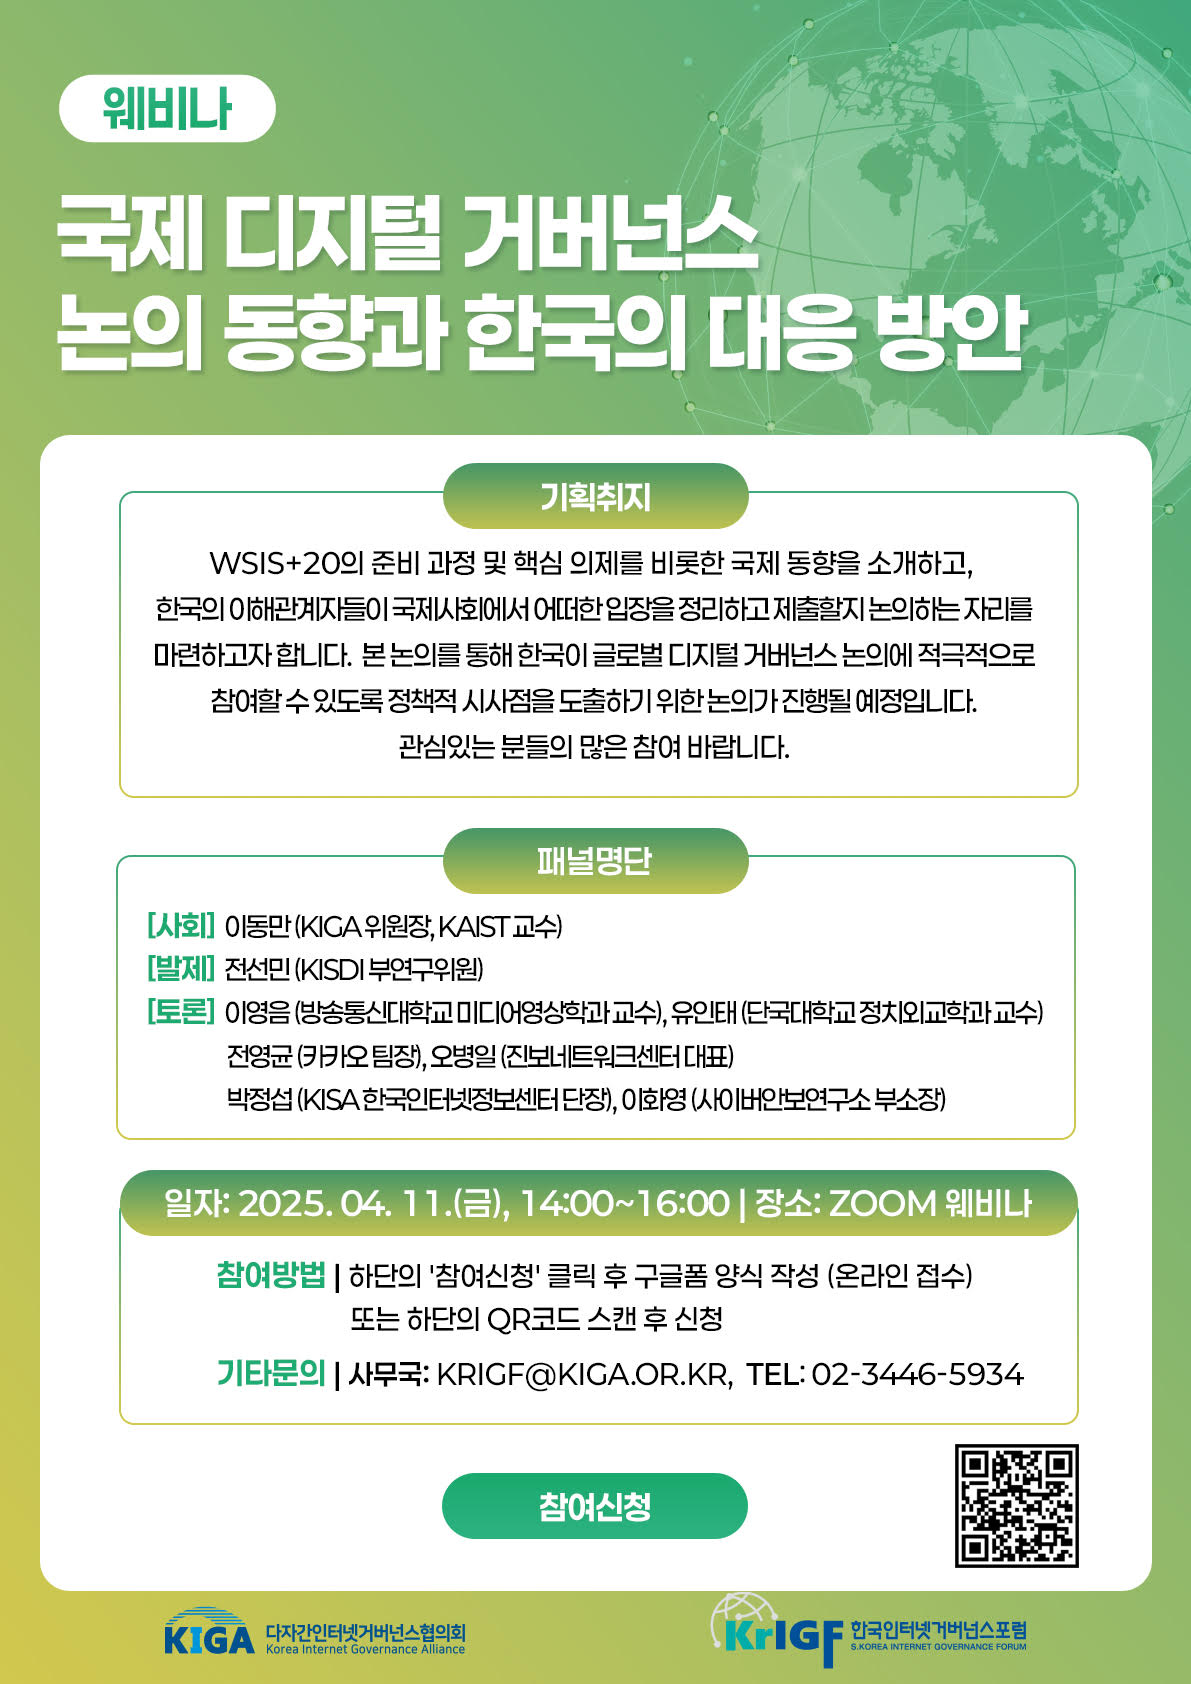 웨비나
국제 디지털 거버넌스
논의 동향과 한국의 대응 방안
기획취지
WSIS+20의 준비 과정 및 핵심 의제를 비롯한 국제 동향을 소개하고,
한국의 이해관계자들이 국제사회에서 어떠한 입장을 정리하고 제출할지 논의하는 자리를
마련하고자 합니다. 본 논의를 통해 한국이 글로벌 디지털 거버넌스 논의에 적극적으로
참여할 수 있도록 정책적 시사점을 도출하기 위한 논의가 진행될 예정입니다.
관심있는 분들의 많은 참여 바랍니다.
패널명단
[사회] 이동만 (KIGA 위원장, KAIST 교수)
[발제] 전선민 (KISDI 부연구위원)
[토론] 이영음 (방송통신대학교 미디어영상학과 교수), 유인태 (단국대학교 정치외교학과 교수)
전영균 (카카오 팀장), 오병일 (진보네트워크센터 대표)
박정섭 (KISA 한국인터넷정보센터 단장), 이화영 (사이버안보연구소 부소장)
일자: 2025. 04. 11.(금), 14:00~16:00 | 장소: ZOOM 웨비나
참여방법 | 하단의 '참여신청' 클릭 후 구글폼 양식 작성 (온라인 접수)
또는 하단의 QR코드 스캔 후 신청
기타문의 | 사무국: KRIGF@KIGA.OR.KR, TEL: 02-3446-5934
참여신청
KIGA 다자간인터넷거버넌스협의회
Korea Internet Governance Alliance
KrIGF 한국인터넷거버넌스포럼
S.KOREA INTERNET GOVERNANCE FORUM